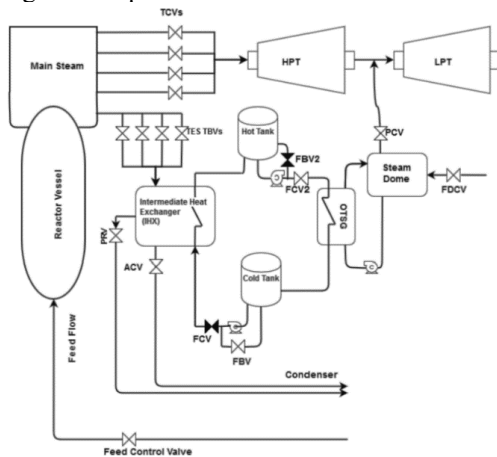 TCVs
Main Steam
HPT
LPT
TES TBVs
Hot Tank
FBV2
FCV2
PCV
Steam
Dome
FDCV
Reactor Vessel
Intermediate Heat
Exchanger
(IHX)
OTSG
PRV
ACV
Cold Tank
FCV
FBV
Feed Flow
Condenser
Feed Control Valve